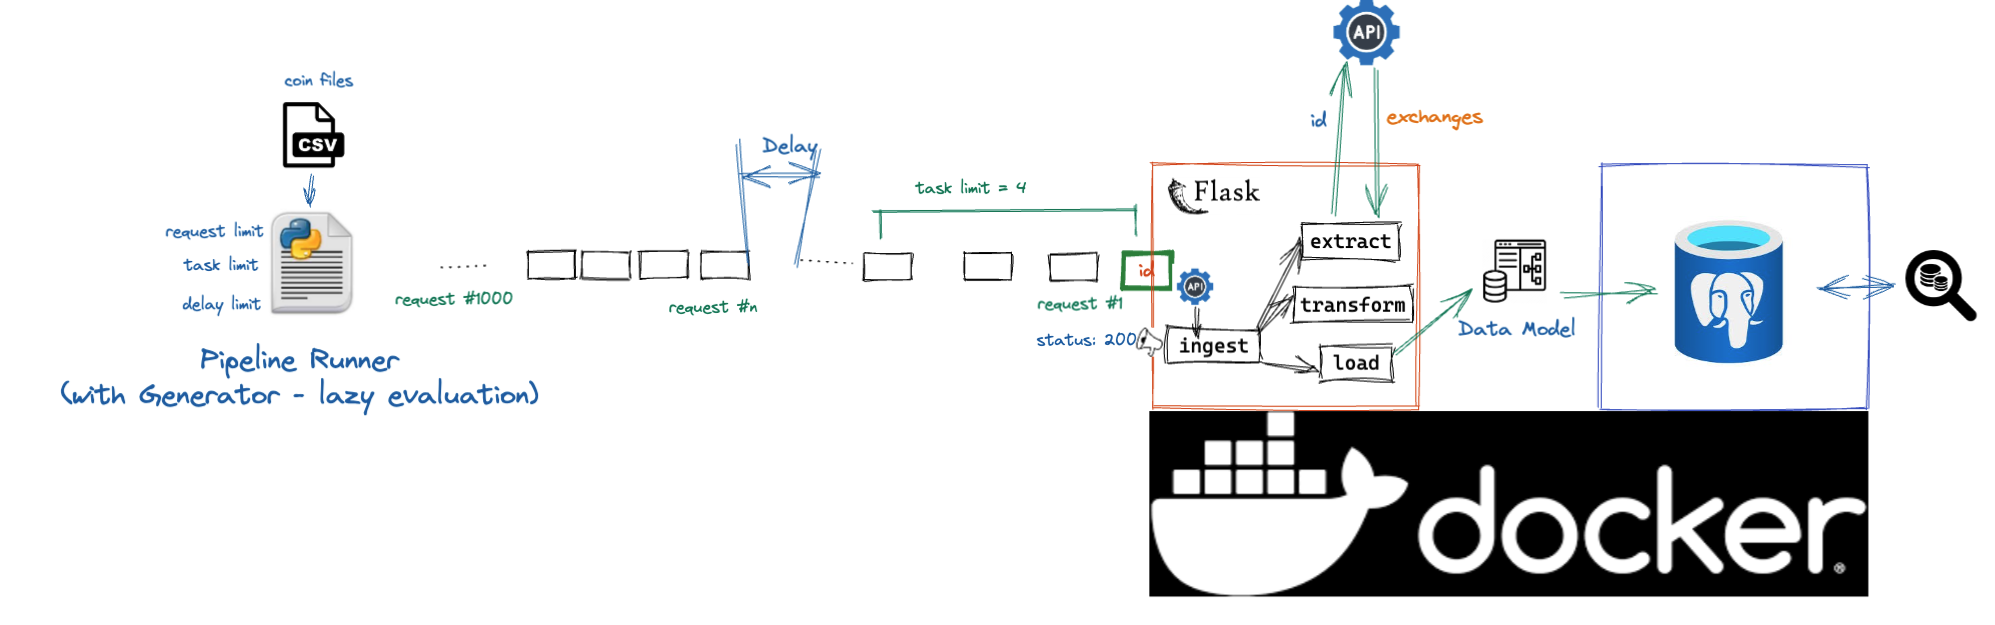 coin files
CSV
request limit
task limit
delay limit
Pipeline Runner
(with Generator - lazy evaluation)
request #1000
request #n
Delay
task limit = 4
request #1
id
status: 200
API
ingest
Flask
extract
transform
load
id
exchanges
API
Data Model
docker